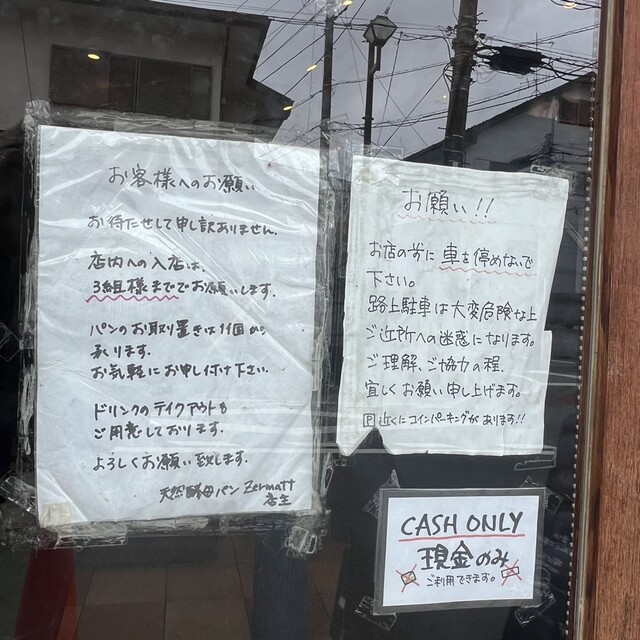 お客様へのお願い
お待たせして申し訳ありません.
店内への入店は、
3組様まででお願いします.
パンのお取り置きは1個から
承ります.
お気軽にお申し付け下さい.
ドリンクのテイクアウトも
ご用意しております.
よろしくお願い致します.
天然酵母パン Zermatt
店主
お願い!!
お店の前に車を停めないで
下さい。
路上駐車は大変危険な上
ご近所への迷惑になります。
ご理解、ご協力の程、
宜しくお願い申し上げます。
P 近くにコインパーキングがあります!!
CASH ONLY
現金のみ
ご利用できます。